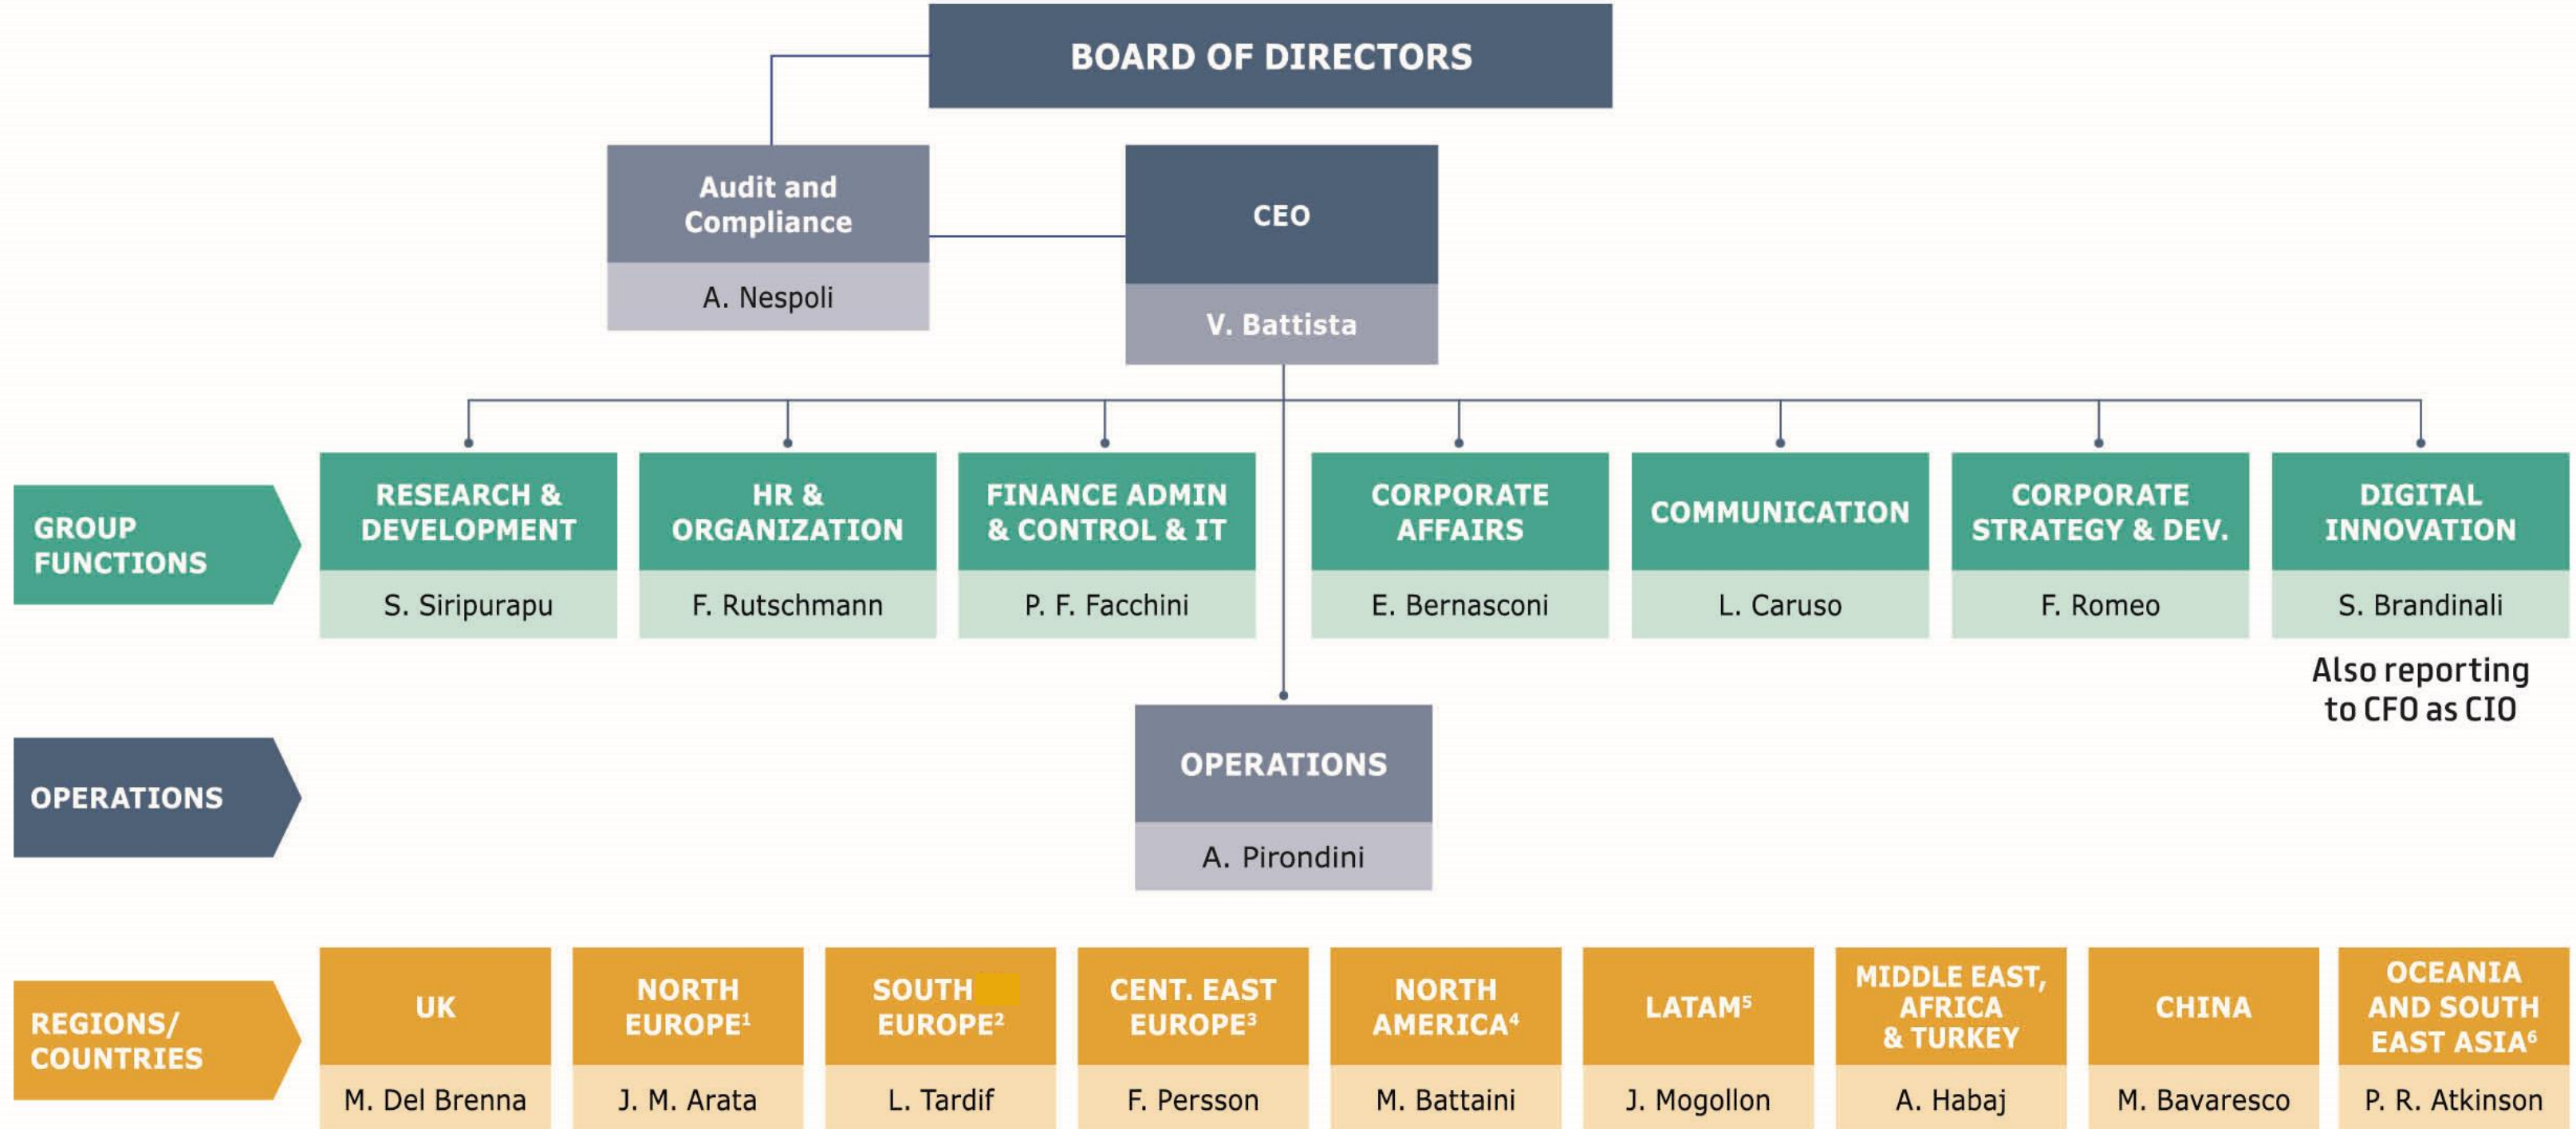 BOARD OF DIRECTORS
Audit and
Compliance
A. Nespoli
CEO
V. Battista
GROUP
FUNCTIONS
RESEARCH &
DEVELOPMENT
S. Siripurapu
HR &
ORGANIZATION
F. Rutschmann
FINANCE ADMIN
& CONTROL & IT
P. F. Facchini
CORPORATE
AFFAIRS
E. Bernasconi
COMMUNICATION
L. Caruso
CORPORATE
STRATEGY & DEV.
F. Romeo
DIGITAL
INNOVATION
S. Brandinali
Also reporting
to CFO as CIO
OPERATIONS
OPERATIONS
A. Pirondini
REGIONS/
COUNTRIES
UK
M. Del Brenna
NORTH
EUROPE¹
J. M. Arata
SOUTH
EUROPE²
L. Tardif
CENT. EAST
EUROPE³
F. Persson
NORTH
AMERICA⁴
M. Battaini
LATAM⁵
J. Mogollon
MIDDLE EAST,
AFRICA
& TURKEY
A. Habaj
CHINA
M. Bavaresco
OCEANIA
AND SOUTH
EAST ASIA⁶
P. R. Atkinson